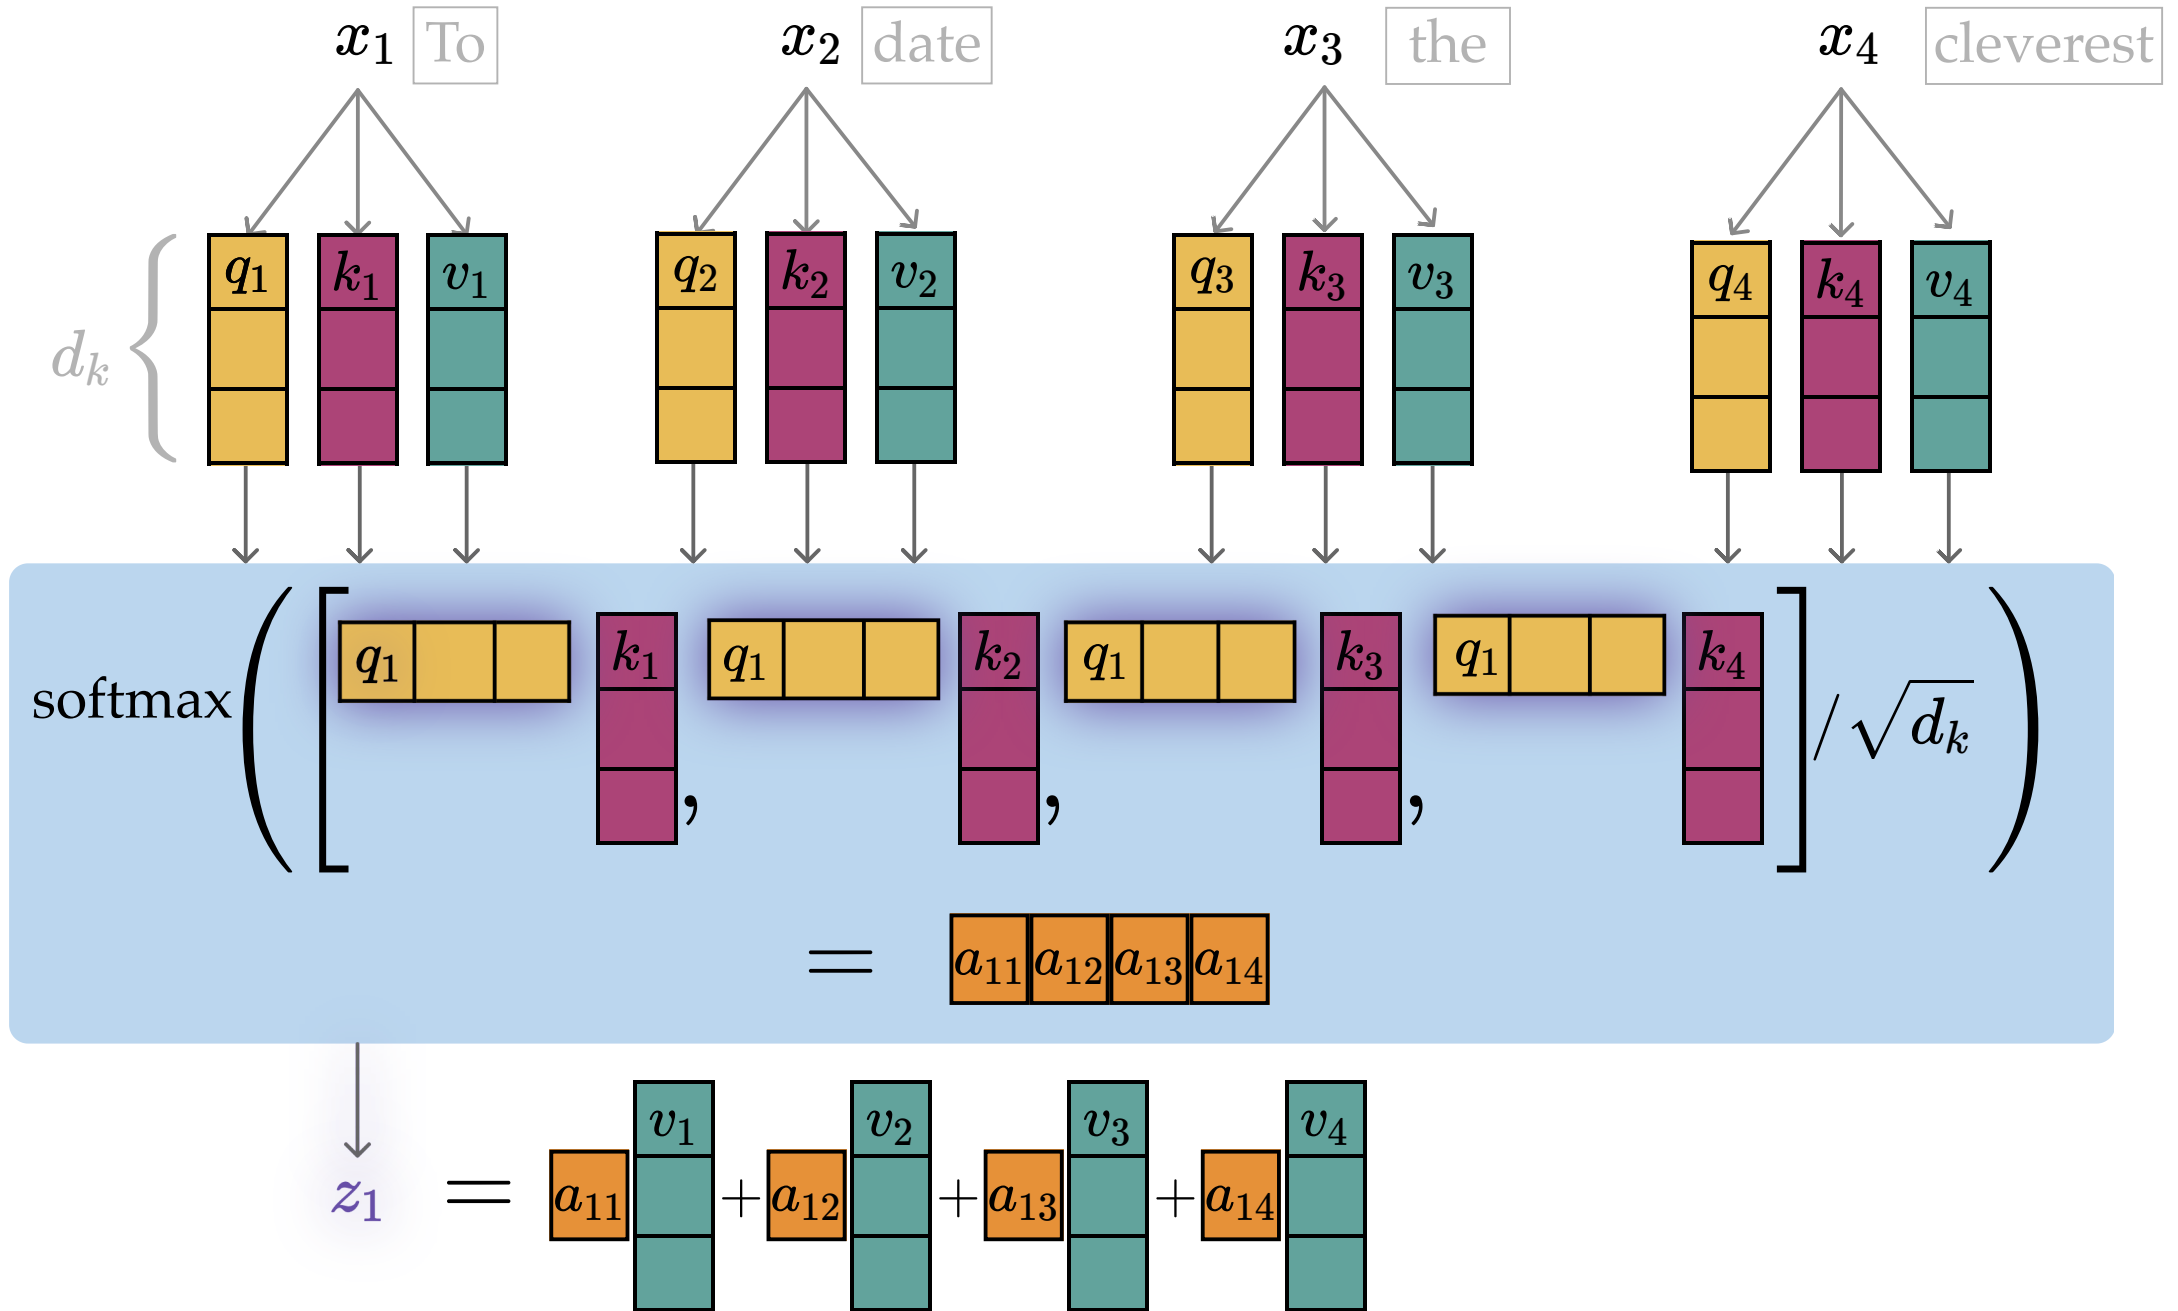 x₁ To x₂ date x₃ the x₄ cleverest
q₁ k₁ v₁ q₂ k₂ v₂ q₃ k₃ v₃ q₄ k₄ v₄
dₖ
softmax([q₁ k₁, q₁ k₂, q₁ k₃, q₁ k₄]/√dₖ)
= a₁₁ a₁₂ a₁₃ a₁₄
z₁ = a₁₁ v₁ + a₁₂ v₂ + a₁₃ v₃ + a₁₄ v₄